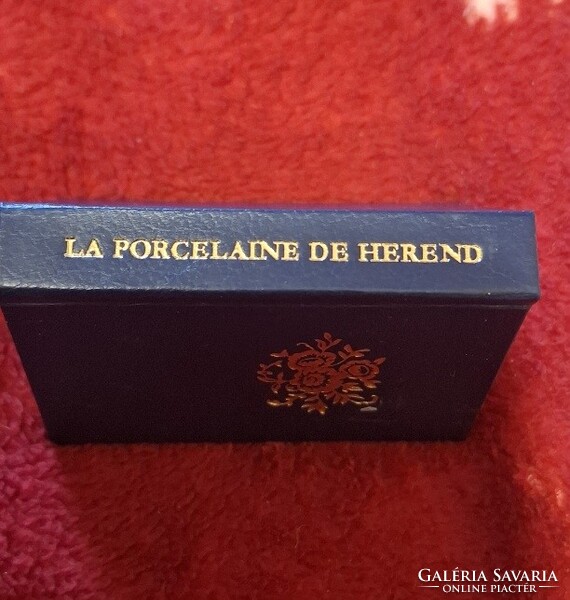 LA PORCELAINE DE HEREND
GALÉRIA SAVARIA
ONLINE PIACTÉR